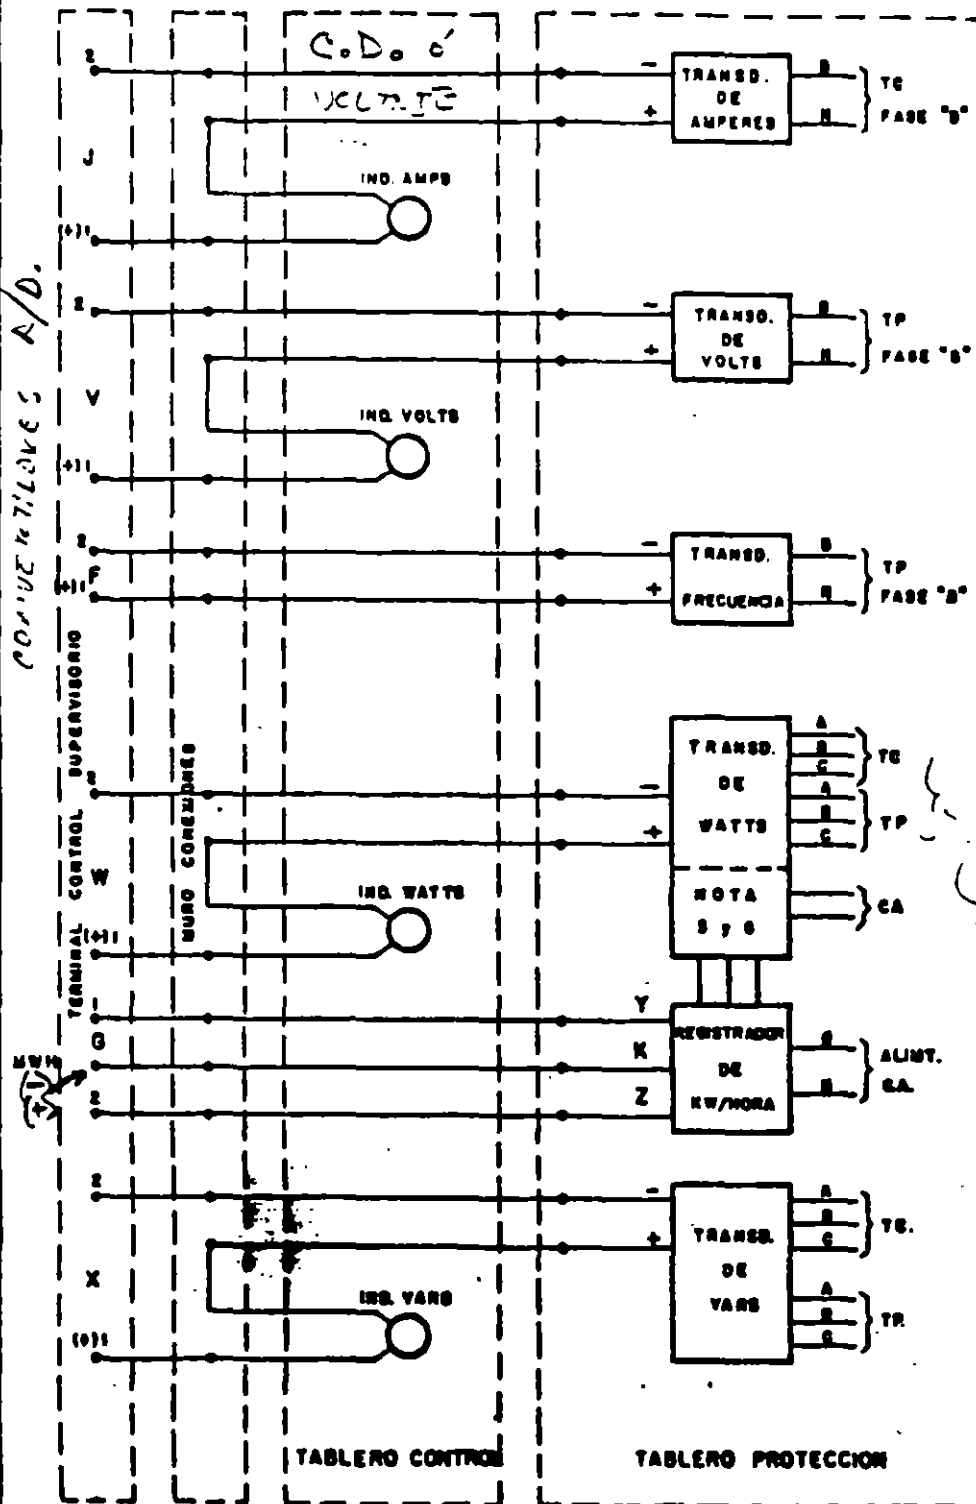 C.D. ó
2
J
(+)1
IND. AMPS
-
+
TRANSD.
DE
AMPERES
B
N
TC
FASE "B"
A/D.
2
V
(+)1
IND. VOLTS
-
+
TRANSD.
DE
VOLTS
B
N
TP
FASE "B"
2
F
(+)1
-
+
TRANSD.
FRECUENCIA
B
N
TP
FASE "B"
TERMINAL CONTROL SUPERVISORIO
MURO CONEXIONES
2
W
(+)1
IND. WATTS
-
+
TRANSD.
DE
WATTS
NOTA
5 y 6
A
B
C
TC
A
B
C
TP
CA
1
G
2
MWH
Y
K
Z
REGISTRADOR
DE
KW/HORA
ALIMT.
C.A.
2
X
(+)1
IND. VARS
-
+
TRANSD.
DE
VARS
A
B
C
TC.
A
B
C
TP.
TABLERO CONTROL
TABLERO PROTECCION